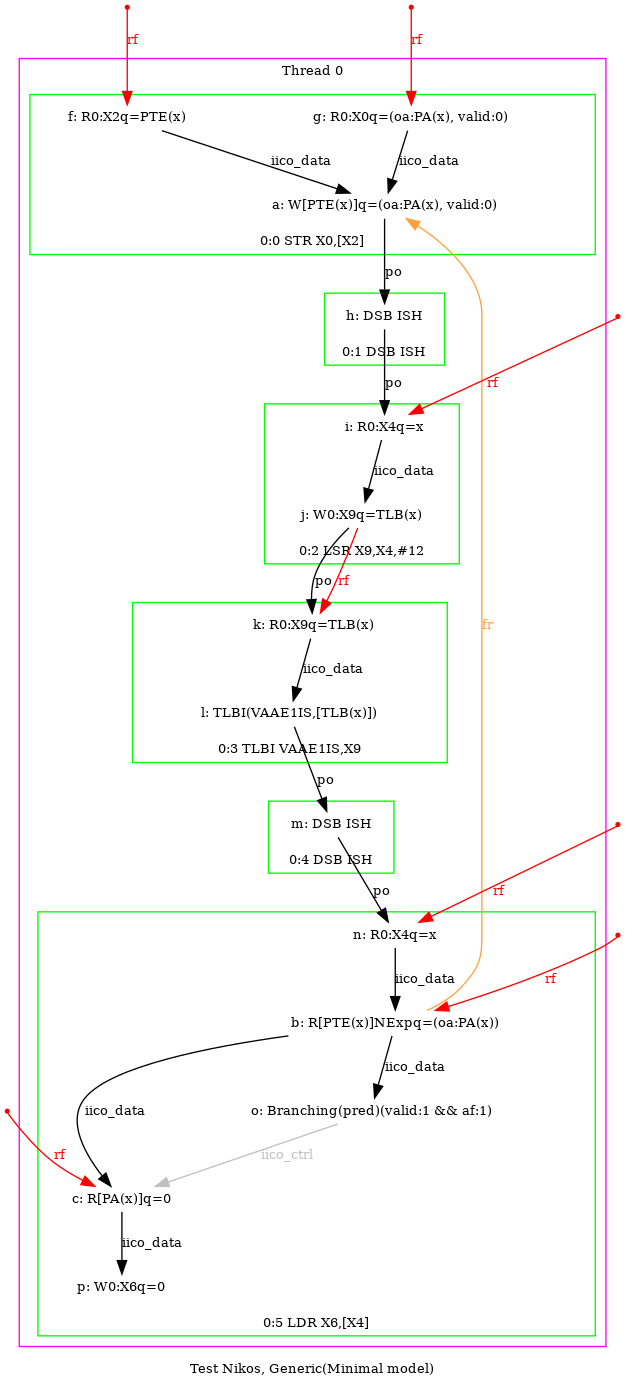 rf
rf
Thread 0
f: R0:X2q=PTE(x)
g: R0:X0q=(oa:PA(x), valid:0)
iico_data
iico_data
a: W[PTE(x)]q=(oa:PA(x), valid:0)
0:0 STR X0,[X2]
po
h: DSB ISH
0:1 DSB ISH
po
rf
i: R0:X4q=x
iico_data
j: W0:X9q=TLB(x)
0:2 LSR X9,X4,#12
po
rf
k: R0:X9q=TLB(x)
fr
iico_data
l: TLBI(VAAE1IS,[TLB(x)])
0:3 TLBI VAAE1IS,X9
po
m: DSB ISH
0:4 DSB ISH
po
rf
n: R0:X4q=x
iico_data
rf
b: R[PTE(x)]NExpq=(oa:PA(x))
iico_data
iico_data
o: Branching(pred)(valid:1 && af:1)
rf
iico_ctrl
c: R[PA(x)]q=0
iico_data
p: W0:X6q=0
0:5 LDR X6,[X4]
Test Nikos, Generic(Minimal model)